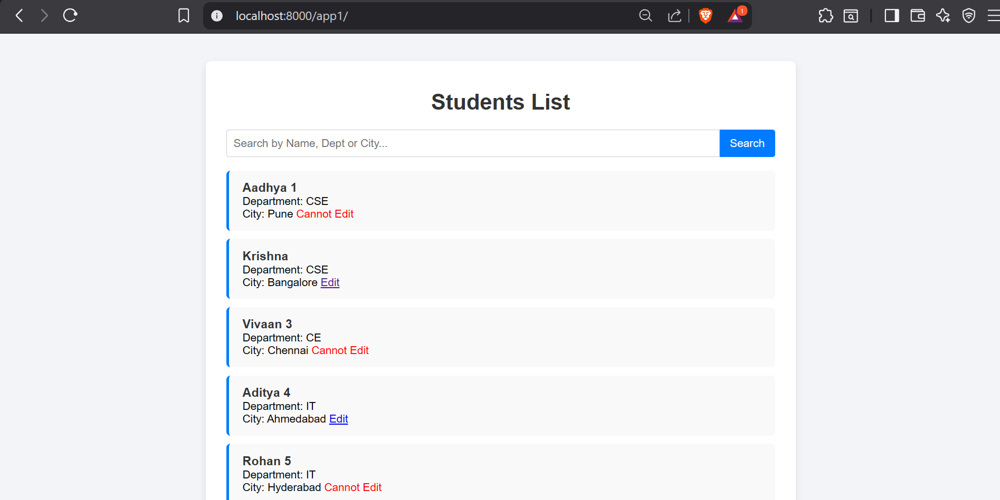 localhost:8000/app1/
1
Students List
Search by Name, Dept or City...
Search
Aadhya 1
Department: CSE
City: Pune Cannot Edit
Krishna
Department: CSE
City: Bangalore Edit
Vivaan 3
Department: CE
City: Chennai Cannot Edit
Aditya 4
Department: IT
City: Ahmedabad Edit
Rohan 5
Department: IT
City: Hyderabad Cannot Edit